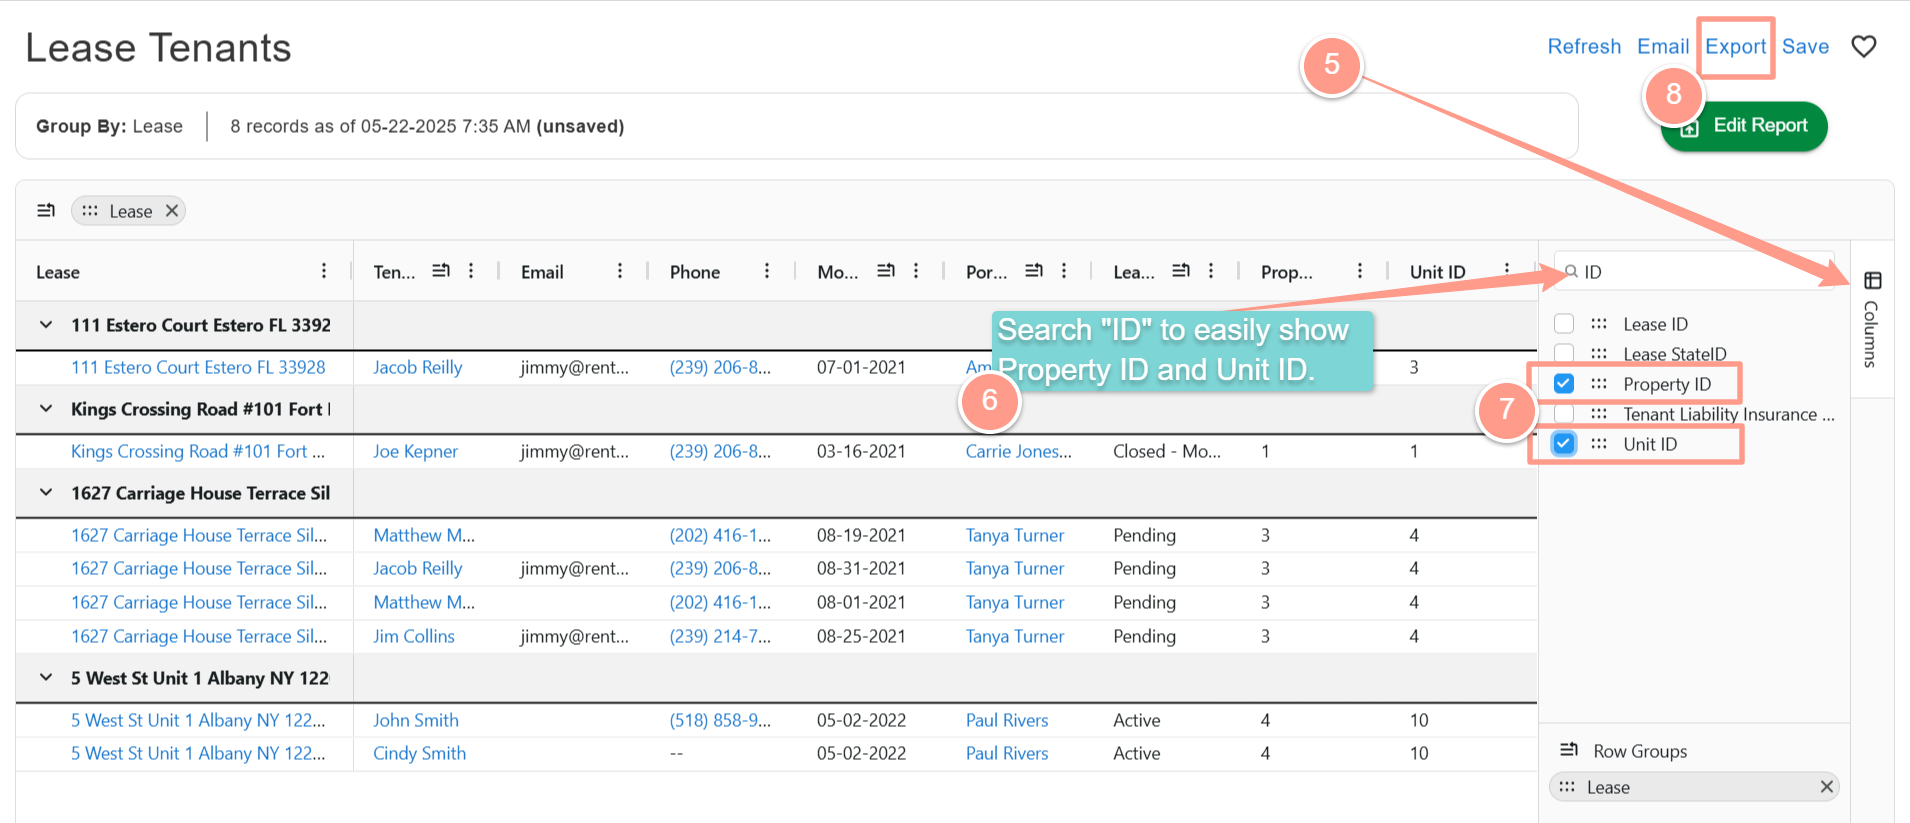 Lease Tenants
Refresh Email Export Save
5
8
Group By: Lease 8 records as of 05-22-2025 7:35 AM (unsaved)
Edit Report
Lease
Lease Ten... Email Phone Mo... Por... Lea... Prop... Unit ID
ID
Columns
111 Estero Court Estero FL 3392
111 Estero Court Estero FL 33928 Jacob Reilly jimmy@rent... (239) 206-8... 07-01-2021 Am 3
Search "ID" to easily show
Property ID and Unit ID.
6
Kings Crossing Road #101 Fort
Kings Crossing Road #101 Fort ... Joe Kepner jimmy@rent... (239) 206-8... 03-16-2021 Carrie Jones... Closed - Mo... 1 1
1627 Carriage House Terrace Sil
1627 Carriage House Terrace Sil... Matthew M... (202) 416-1... 08-19-2021 Tanya Turner Pending 3 4
1627 Carriage House Terrace Sil... Jacob Reilly jimmy@rent... (239) 206-8... 08-31-2021 Tanya Turner Pending 3 4
1627 Carriage House Terrace Sil... Matthew M... (202) 416-1... 08-01-2021 Tanya Turner Pending 3 4
1627 Carriage House Terrace Sil... Jim Collins jimmy@rent... (239) 214-7... 08-25-2021 Tanya Turner Pending 3 4
5 West St Unit 1 Albany NY 122
5 West St Unit 1 Albany NY 122... John Smith (518) 858-9... 05-02-2022 Paul Rivers Active 4 10
5 West St Unit 1 Albany NY 122... Cindy Smith -- 05-02-2022 Paul Rivers Active 4 10
Lease ID
Lease StateID
Property ID
7
Tenant Liability Insurance ...
Unit ID
Row Groups
Lease